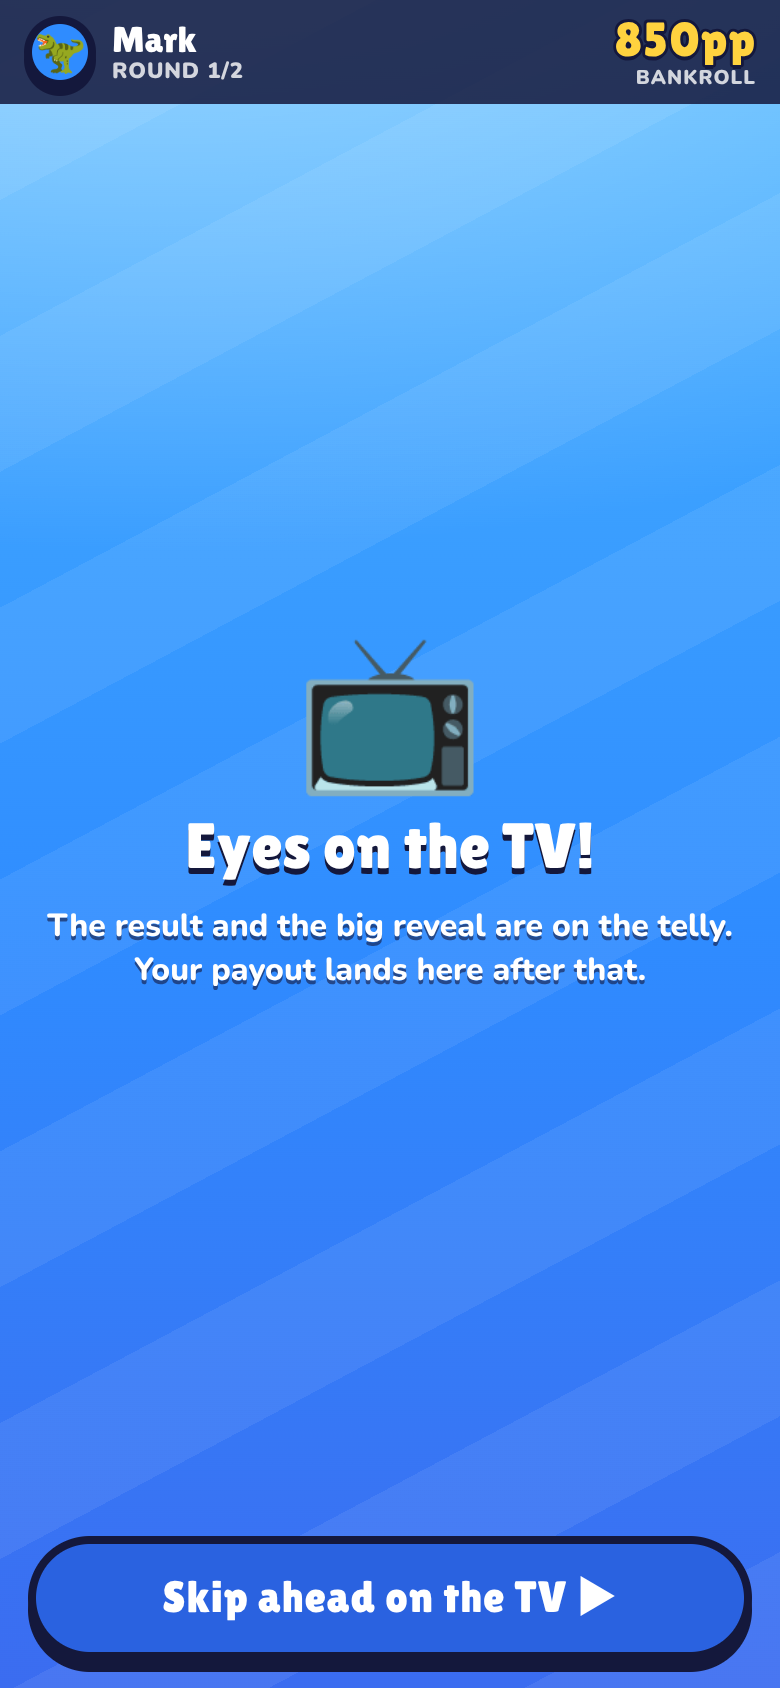 Mark
ROUND 1/2
850pp
BANKROLL
Eyes on the TV!
The result and the big reveal are on the telly.
Your payout lands here after that.
Skip ahead on the TV ▶